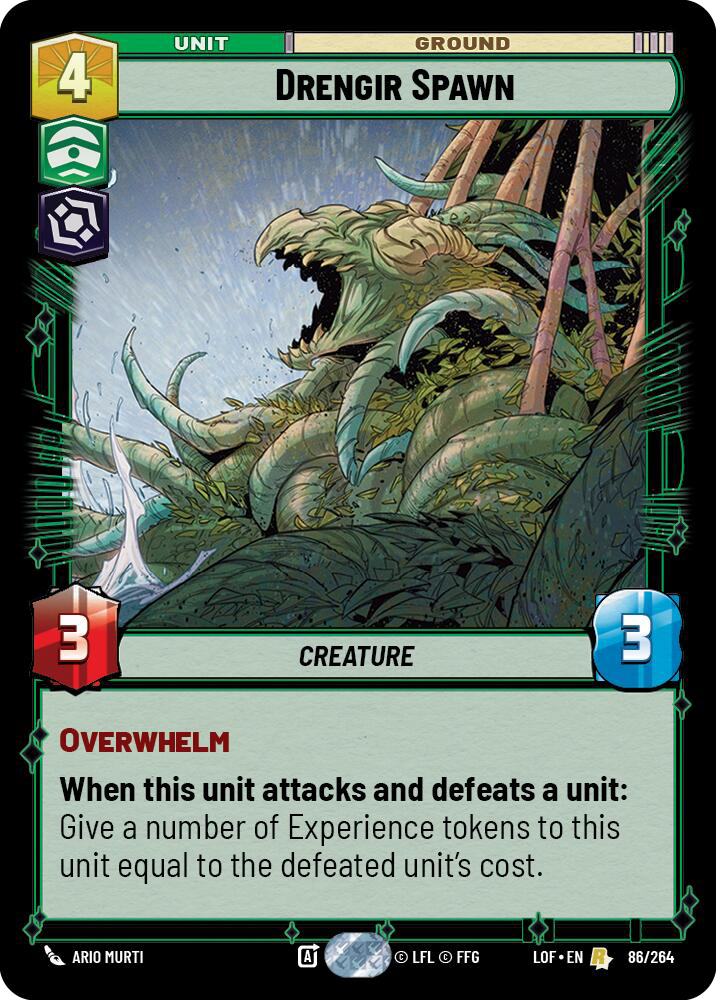 UNIT
GROUND
4
DRENGIR SPAWN
3
CREATURE
3
OVERWHELM
When this unit attacks and defeats a unit:
Give a number of Experience tokens to this
unit equal to the defeated unit's cost.
ARIO MURTI
A
© LFL © FFG
LOF • EN
R
86/264